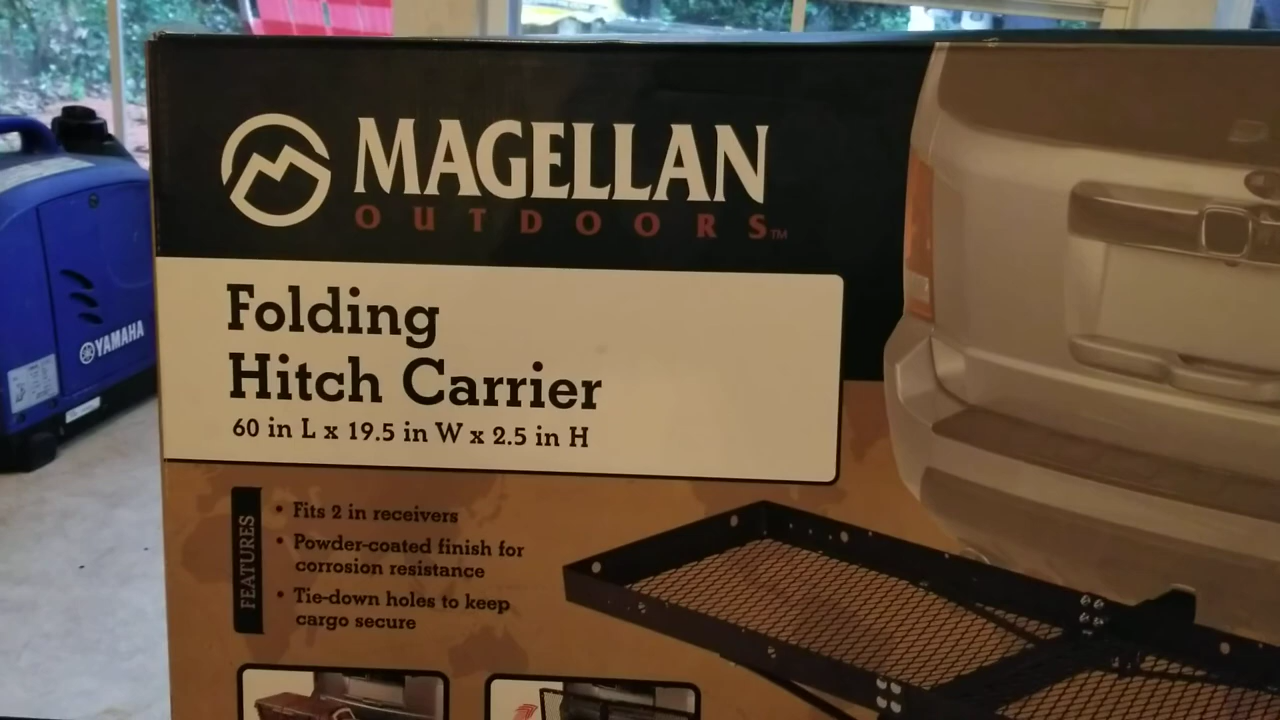 MAGELLAN
OUTDOORS™
Folding
Hitch Carrier
60 in L x 19.5 in W x 2.5 in H
FEATURES
• Fits 2 in receivers
• Powder-coated finish for
corrosion resistance
• Tie-down holes to keep
cargo secure
YAMAHA